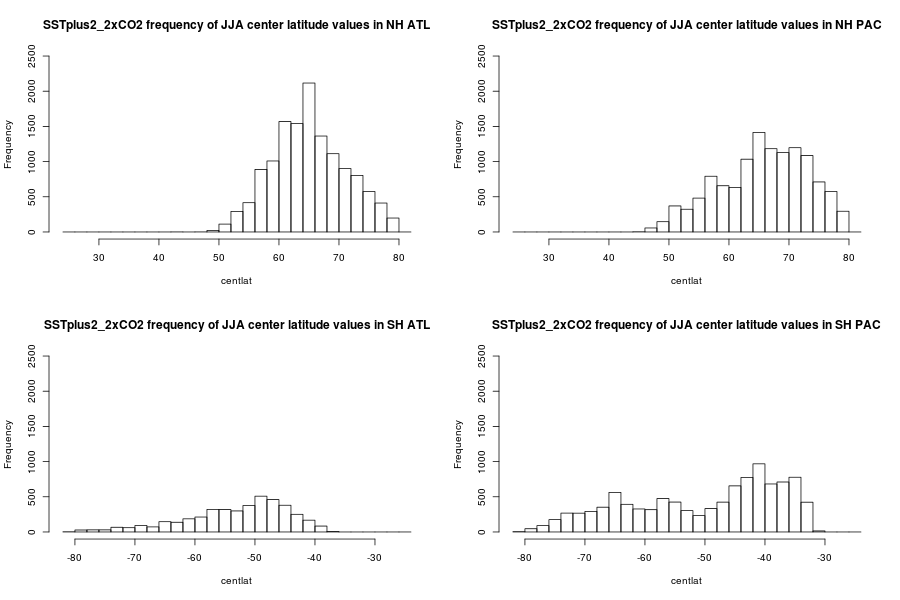 SSTplus2_2xCO2 frequency of JJA center latitude values in NH ATL
Frequency
2500
2000
1500
1000
500
0
30 40 50 60 70 80
centlat
SSTplus2_2xCO2 frequency of JJA center latitude values in NH PAC
Frequency
2500
2000
1500
1000
500
0
30 40 50 60 70 80
centlat
SSTplus2_2xCO2 frequency of JJA center latitude values in SH ATL
Frequency
2500
2000
1500
1000
500
0
-80 -70 -60 -50 -40 -30
centlat
SSTplus2_2xCO2 frequency of JJA center latitude values in SH PAC
Frequency
2500
2000
1500
1000
500
0
-80 -70 -60 -50 -40 -30
centlat